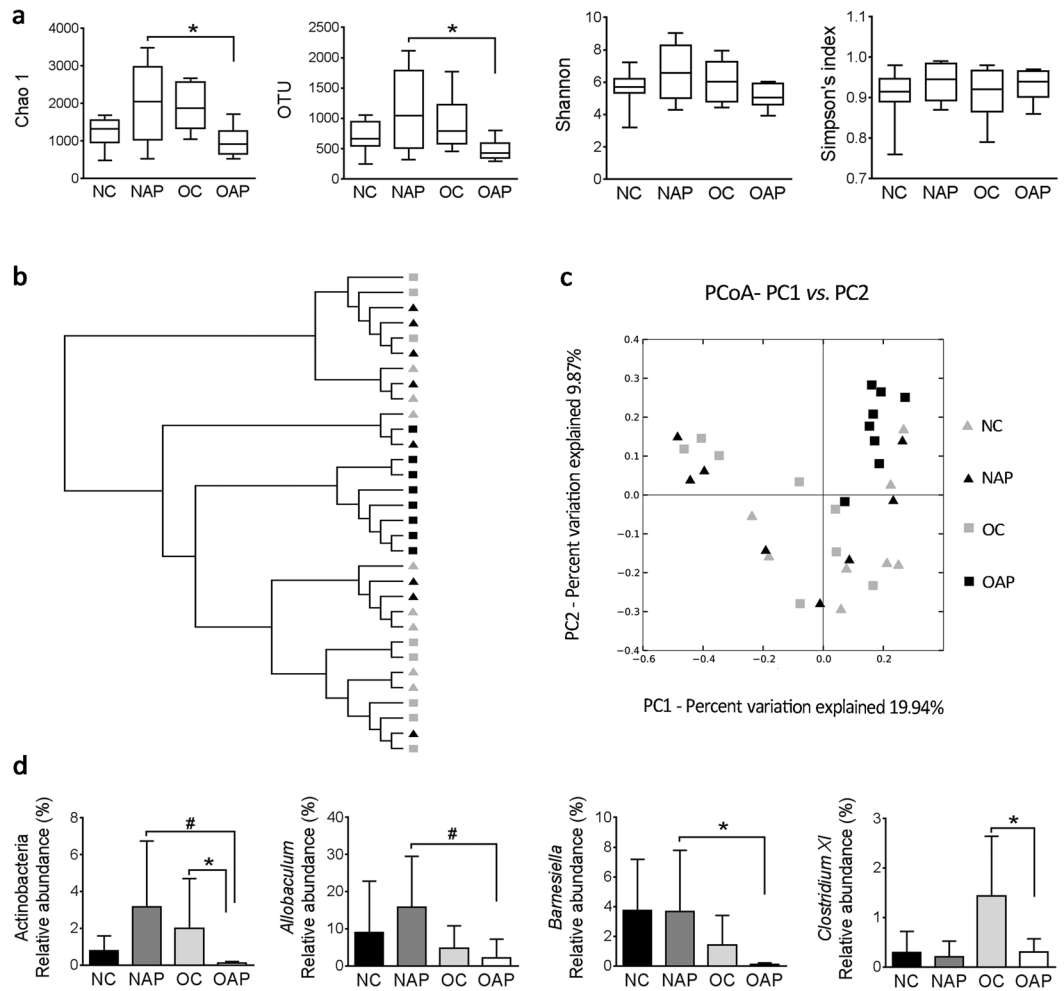 a
Chao 1
5000
4000
3000
2000
1000
0
*
NC NAP OC OAP
OTU
2500
2000
1500
1000
500
0
*
NC NAP OC OAP
Shannon
10
8
6
4
2
0
NC NAP OC OAP
Simpson's index
1.1
1.0
0.9
0.8
0.7
NC NAP OC OAP
b
c
PCoA- PC1 vs. PC2
PC2 - Percent variation explained 9.87%
0.4
0.3
0.2
0.1
0.0
−0.1
−0.2
−0.3
−0.4
−0.6 −0.4 −0.2 0.0 0.2
PC1 - Percent variation explained 19.94%
NC
NAP
OC
OAP
d
Actinobacteria
Relative abundance (%)
8
6
4
2
0
#
*
NC NAP OC OAP
Allobaculum
Relative abundance (%)
40
30
20
10
0
#
NC NAP OC OAP
Barnesiella
Relative abundance (%)
10
8
6
4
2
0
*
NC NAP OC OAP
Clostridium XI
Relative abundance (%)
3
2
1
0
*
NC NAP OC OAP